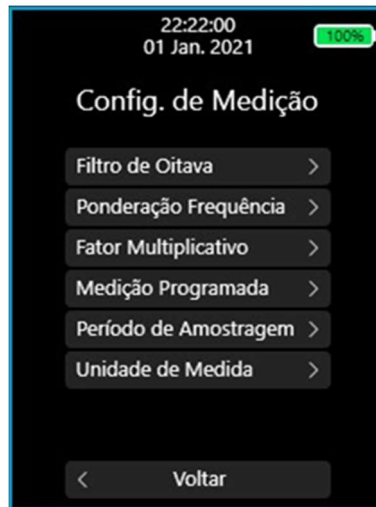 22:22:00
01 Jan. 2021
100%
Config. de Medição
Filtro de Oitava
Ponderação Frequência
Fator Multiplicativo
Medição Programada
Período de Amostragem
Unidade de Medida
Voltar